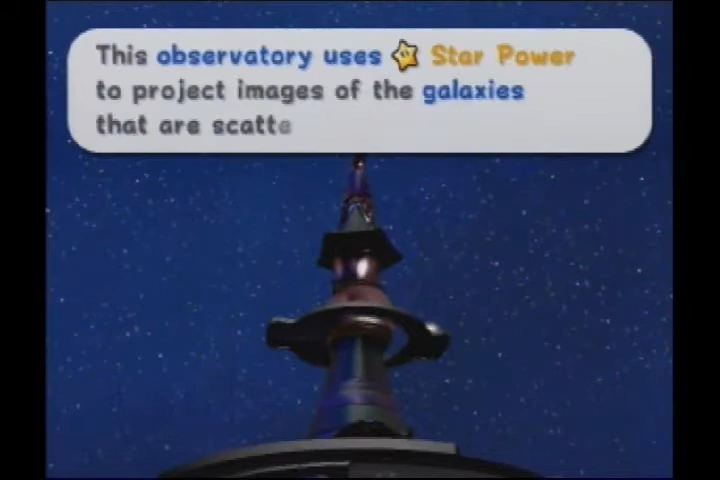 This observatory uses Star Power
to project images of the galaxies
that are scatte